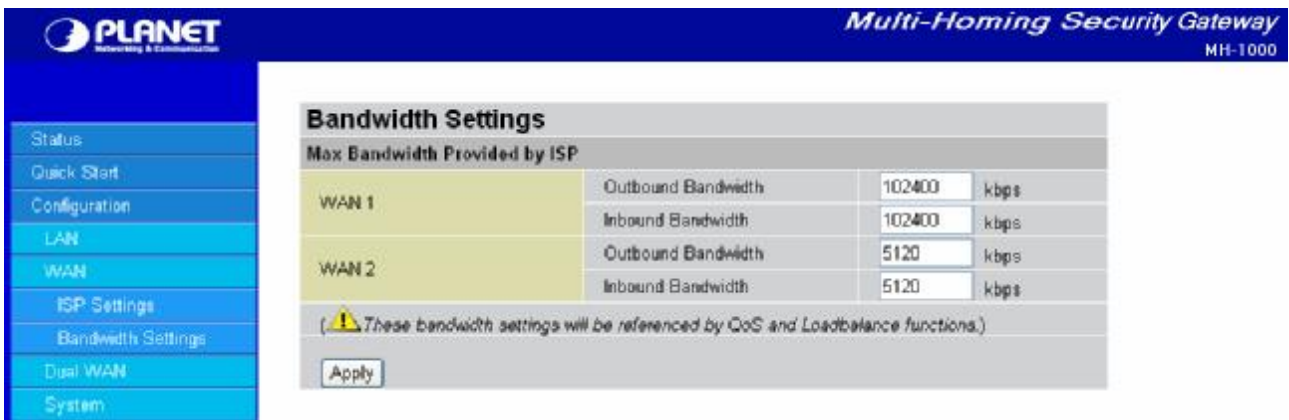 PLANET
Networking & Communication
Multi-Homing Security Gateway
MH-1000
Status
Quick Start
Configuration
LAN
WAN
ISP Settings
Bandwidth Settings
Dual WAN
System
Bandwidth Settings
Max Bandwidth Provided by ISP
WAN 1
Outbound Bandwidth 102400 kbps
Inbound Bandwidth 102400 kbps
WAN 2
Outbound Bandwidth 5120 kbps
Inbound Bandwidth 5120 kbps
(These bandwidth settings will be referenced by QoS and Loadbalance functions.)
Apply